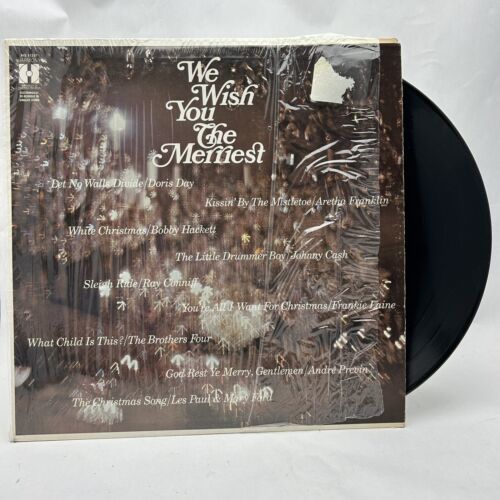 We
Wish
You
The
Merriest
Let No Walls Divide/Doris Day
Kissin' By The Mistletoe/Aretha Franklin
White Christmas/Bobby Hackett
The Little Drummer Boy/Johnny Cash
Sleigh Ride/Ray Conniff
You're All I Want For Christmas/Frankie Laine
What Child Is This?/The Brothers Four
God Rest Ye Merry, Gentlemen/André Previn
The Christmas Song/Les Paul & Mary Ford